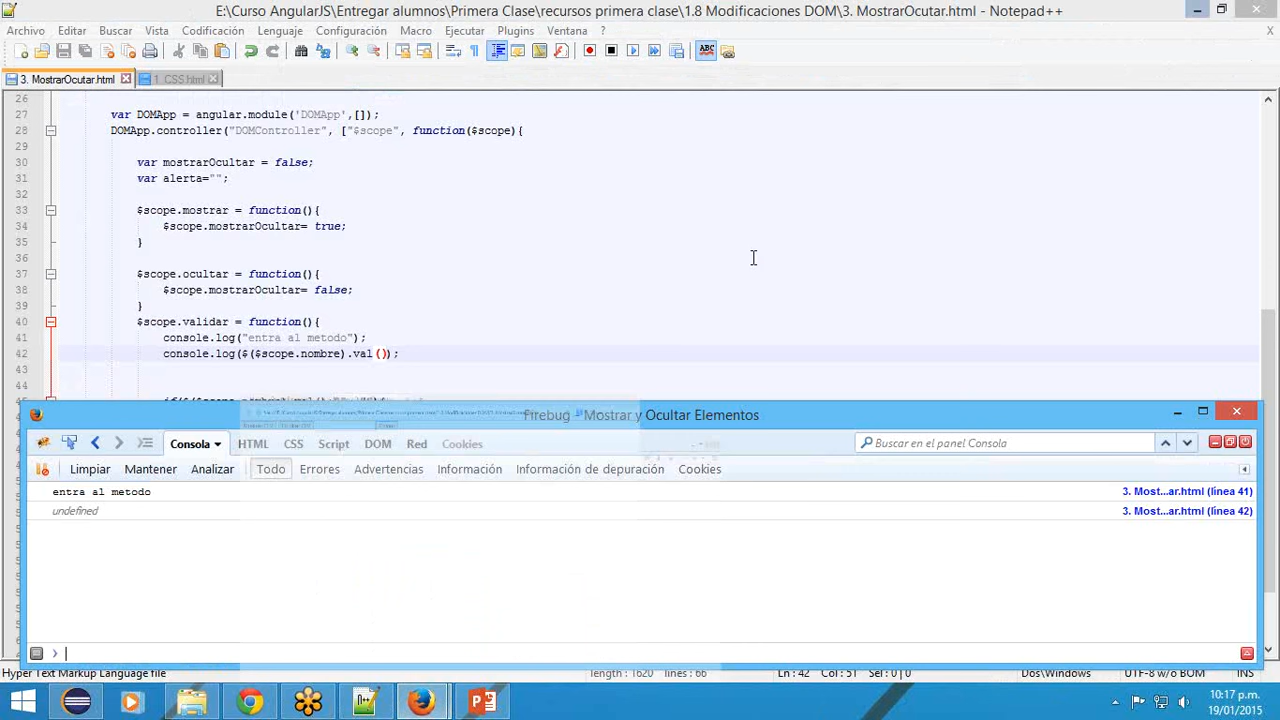 E:\Curso AngularJS\Entregar alumnos\Primera Clase\recursos primera clase\1.8 Modificaciones DOM\3. MostrarOcutar.html - Notepad++
Archivo Editar Buscar Vista Codificación Lenguaje Configuración Macro Ejecutar Plugins Ventana ? X
3. MostrarOcutar.html 1. CSS.html
26
27 var DOMApp = angular.module('DOMApp',[]);
28 DOMApp.controller("DOMController", ["$scope", function($scope){
29
30 var mostrarOcultar = false;
31 var alerta="";
32
33 $scope.mostrar = function(){
34 $scope.mostrarOcultar= true;
35 }
36
37 $scope.ocultar = function(){
38 $scope.mostrarOcultar= false;
39 }
40 $scope.validar = function(){
41 console.log("entra al metodo");
42 console.log($($scope.nombre).val());
43
44
Firebug - Mostrar y Ocultar Elementos
Consola HTML CSS Script DOM Red Cookies Buscar en el panel Consola
Limpiar Mantener Analizar Todo Errores Advertencias Información Información de depuración Cookies
entra al metodo 3. Most...ar.html (línea 41)
undefined 3. Most...ar.html (línea 42)
Hyper Text Markup Language file length : 1620 lines : 66 Ln : 42 Col : 51 Sel : 0 | 0 Dos\Windows UTF-8 w/o BOM INS
10:17 p.m.
19/01/2015